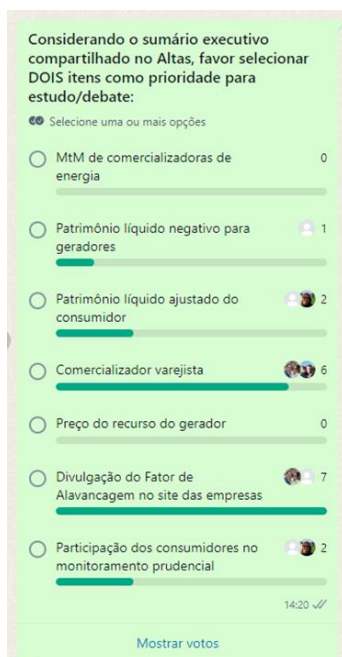 Considerando o sumário executivo
compartilhado no Altas, favor selecionar
DOIS itens como prioridade para
estudo/debate:
Selecione uma ou mais opções
MtM de comercializadoras de 0
energia
Patrimônio líquido negativo para 1
geradores
Patrimônio líquido ajustado do 2
consumidor
Comercializador varejista 6
Preço do recurso do gerador 0
Divulgação do Fator de 7
Alavancagem no site das empresas
Participação dos consumidores no 2
monitoramento prudencial
14:20
Mostrar votos